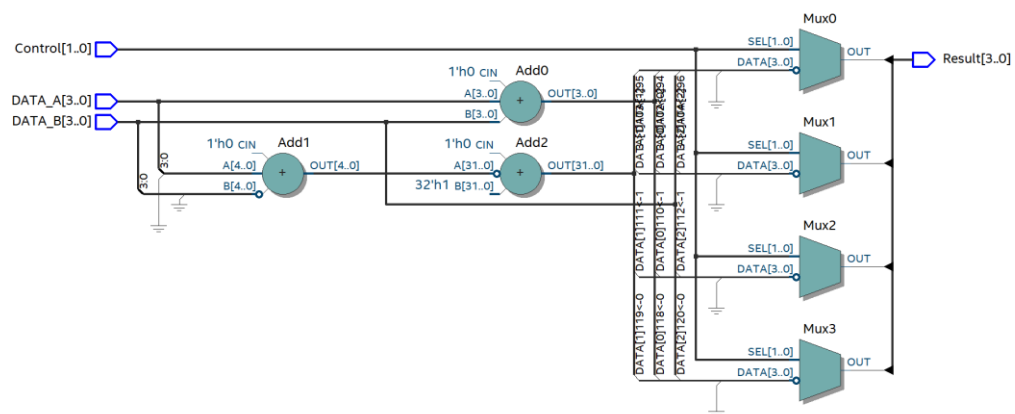 Mux0
Control[1..0]
SEL[1..0]
OUT
Result[3..0]
DATA[3..0]
1'h0 CIN
Add0
DATA_A[3..0]
A[3..0]
OUT[3..0]
DATA_B[3..0]
B[3..0]
Mux1
1'h0 CIN
Add1
1'h0 CIN
Add2
SEL[1..0]
OUT
3:0
A[4..0]
OUT[4..0]
A[31..0]
OUT[31..0]
DATA[3..0]
3:0
B[4..0]
32'h1 B[31..0]
Mux2
DATA[1]111<-1
DATA[0]110<-1
DATA[2]112<-1
SEL[1..0]
OUT
DATA[3..0]
Mux3
DATA[1]119<-0
DATA[0]118<-0
DATA[2]120<-0
SEL[1..0]
OUT
DATA[3..0]